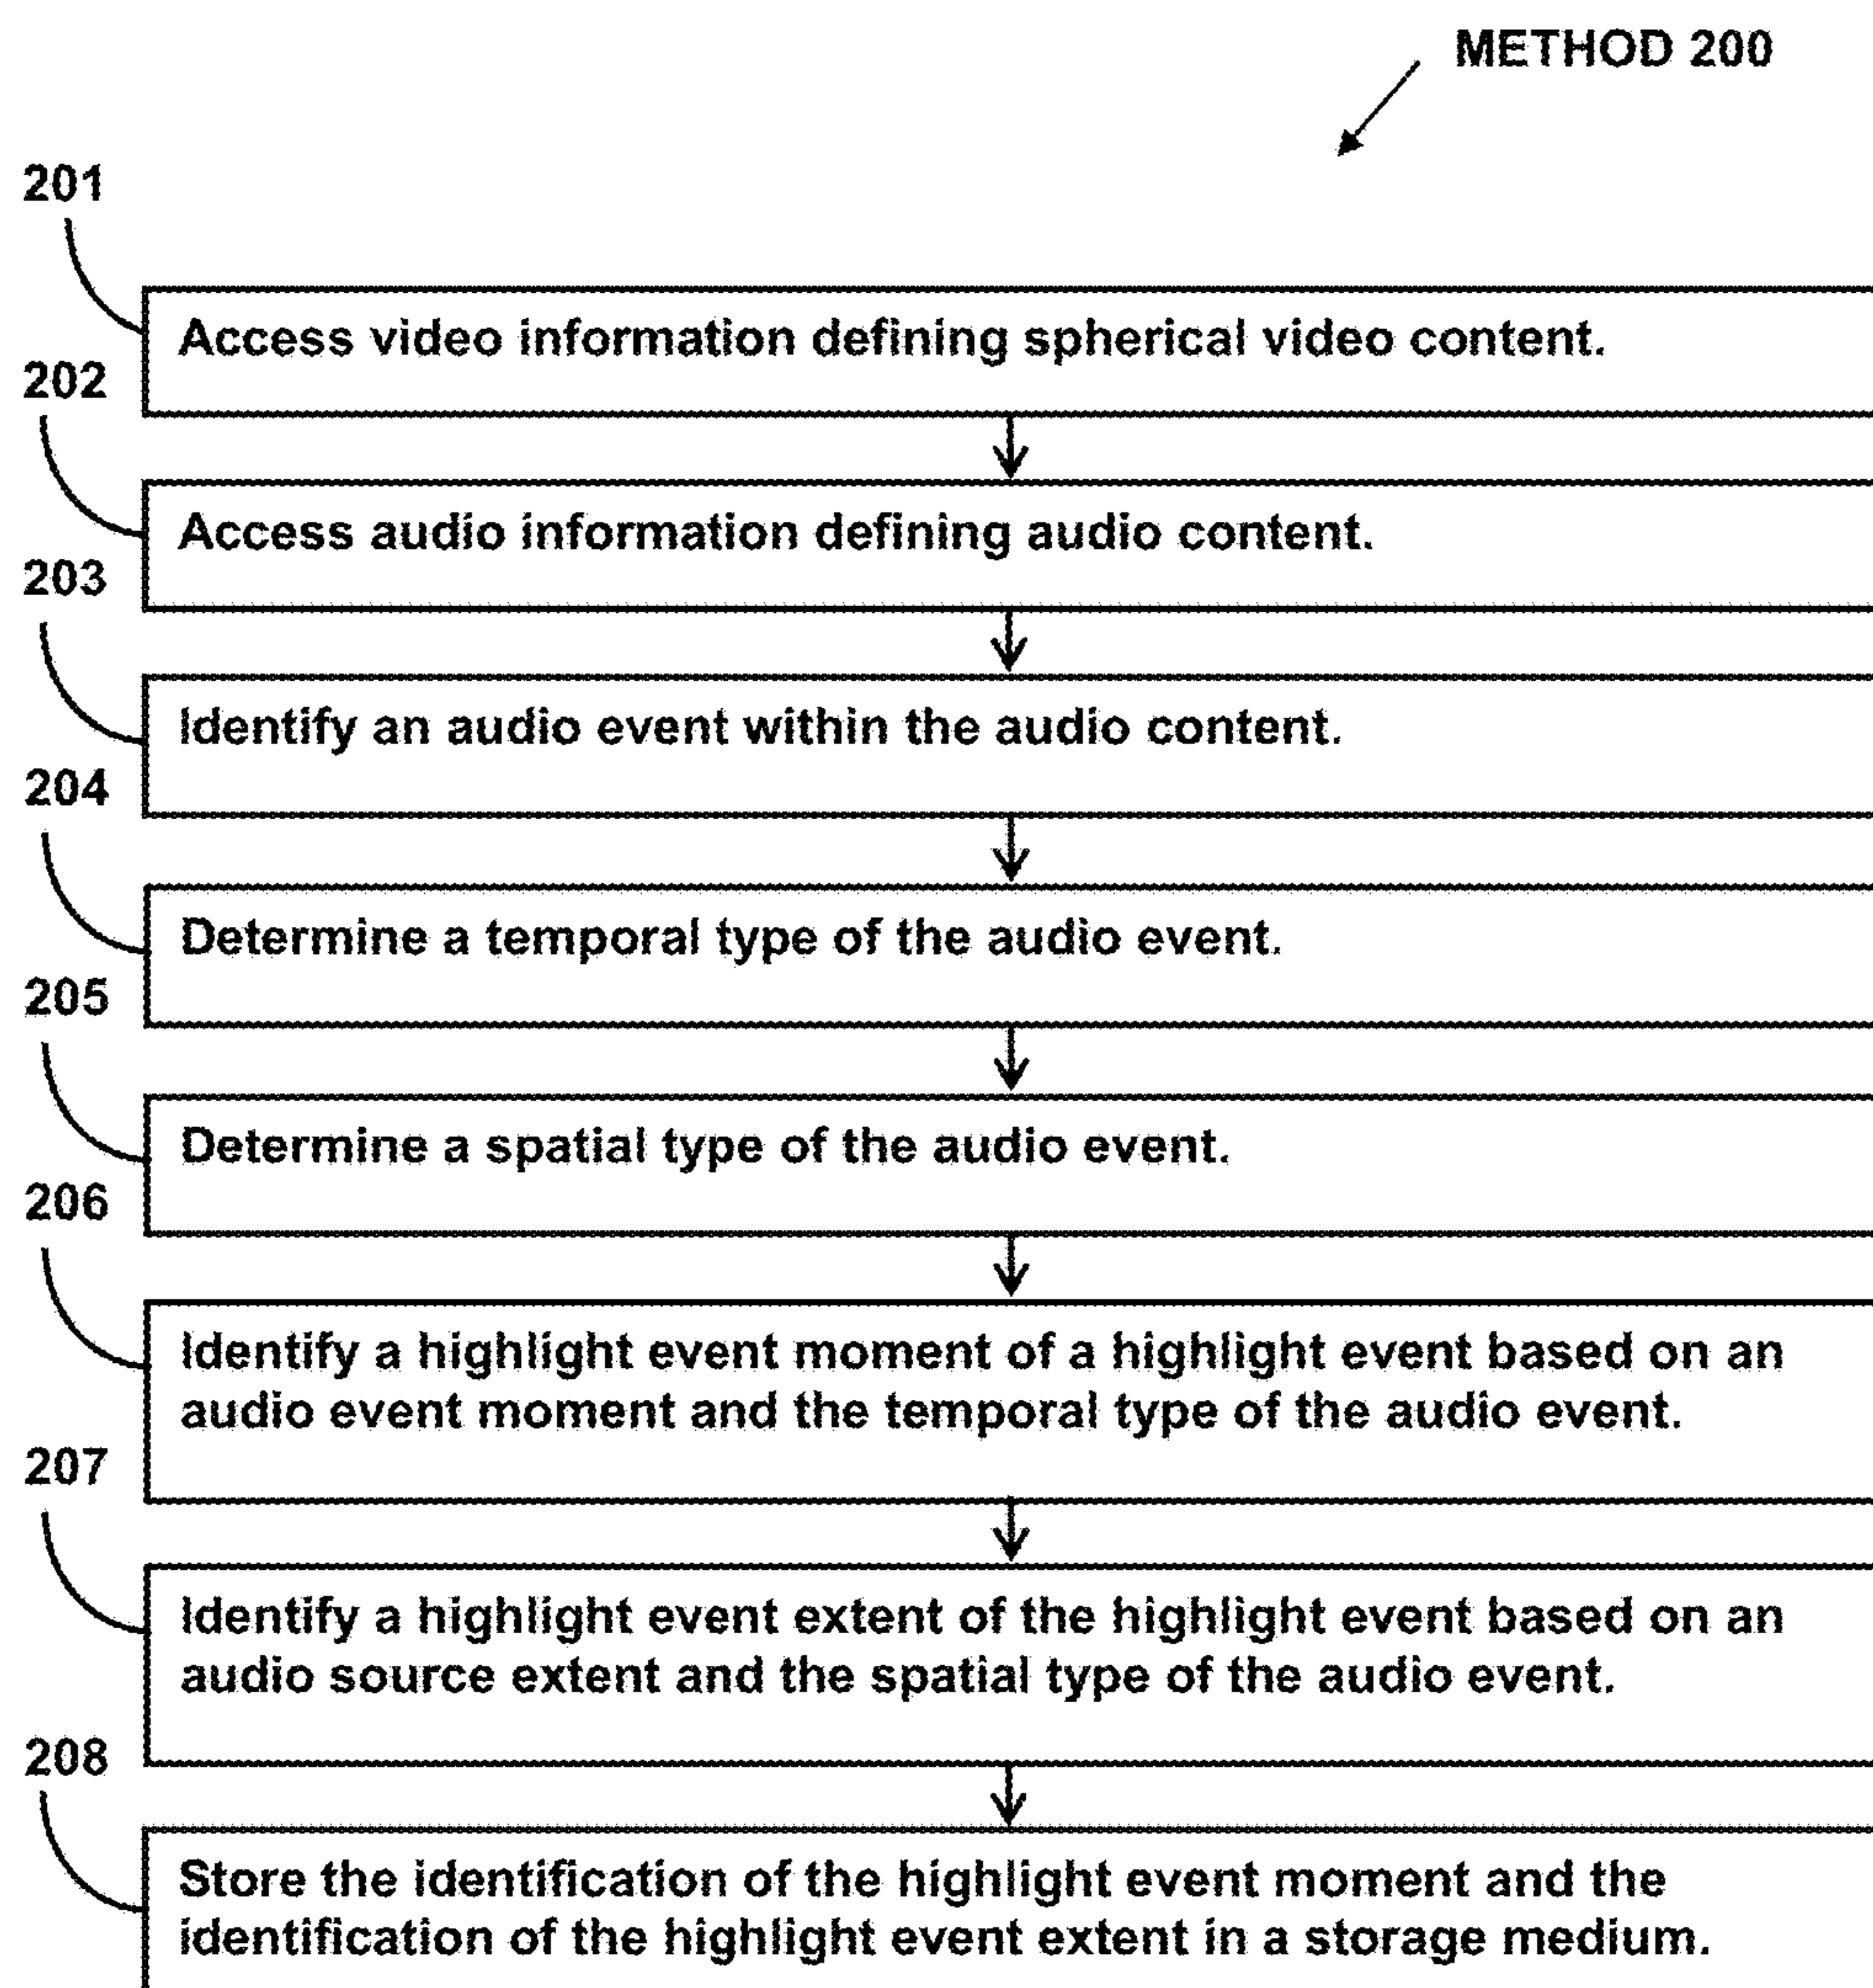 METHOD 200
201
Access video information defining spherical video content.
202
Access audio information defining audio content.
203
Identify an audio event within the audio content.
204
Determine a temporal type of the audio event.
205
Determine a spatial type of the audio event.
206
Identify a highlight event moment of a highlight event based on an
audio event moment and the temporal type of the audio event.
207
Identify a highlight event extent of the highlight event based on an
audio source extent and the spatial type of the audio event.
208
Store the identification of the highlight event moment and the
identification of the highlight event extent in a storage medium.